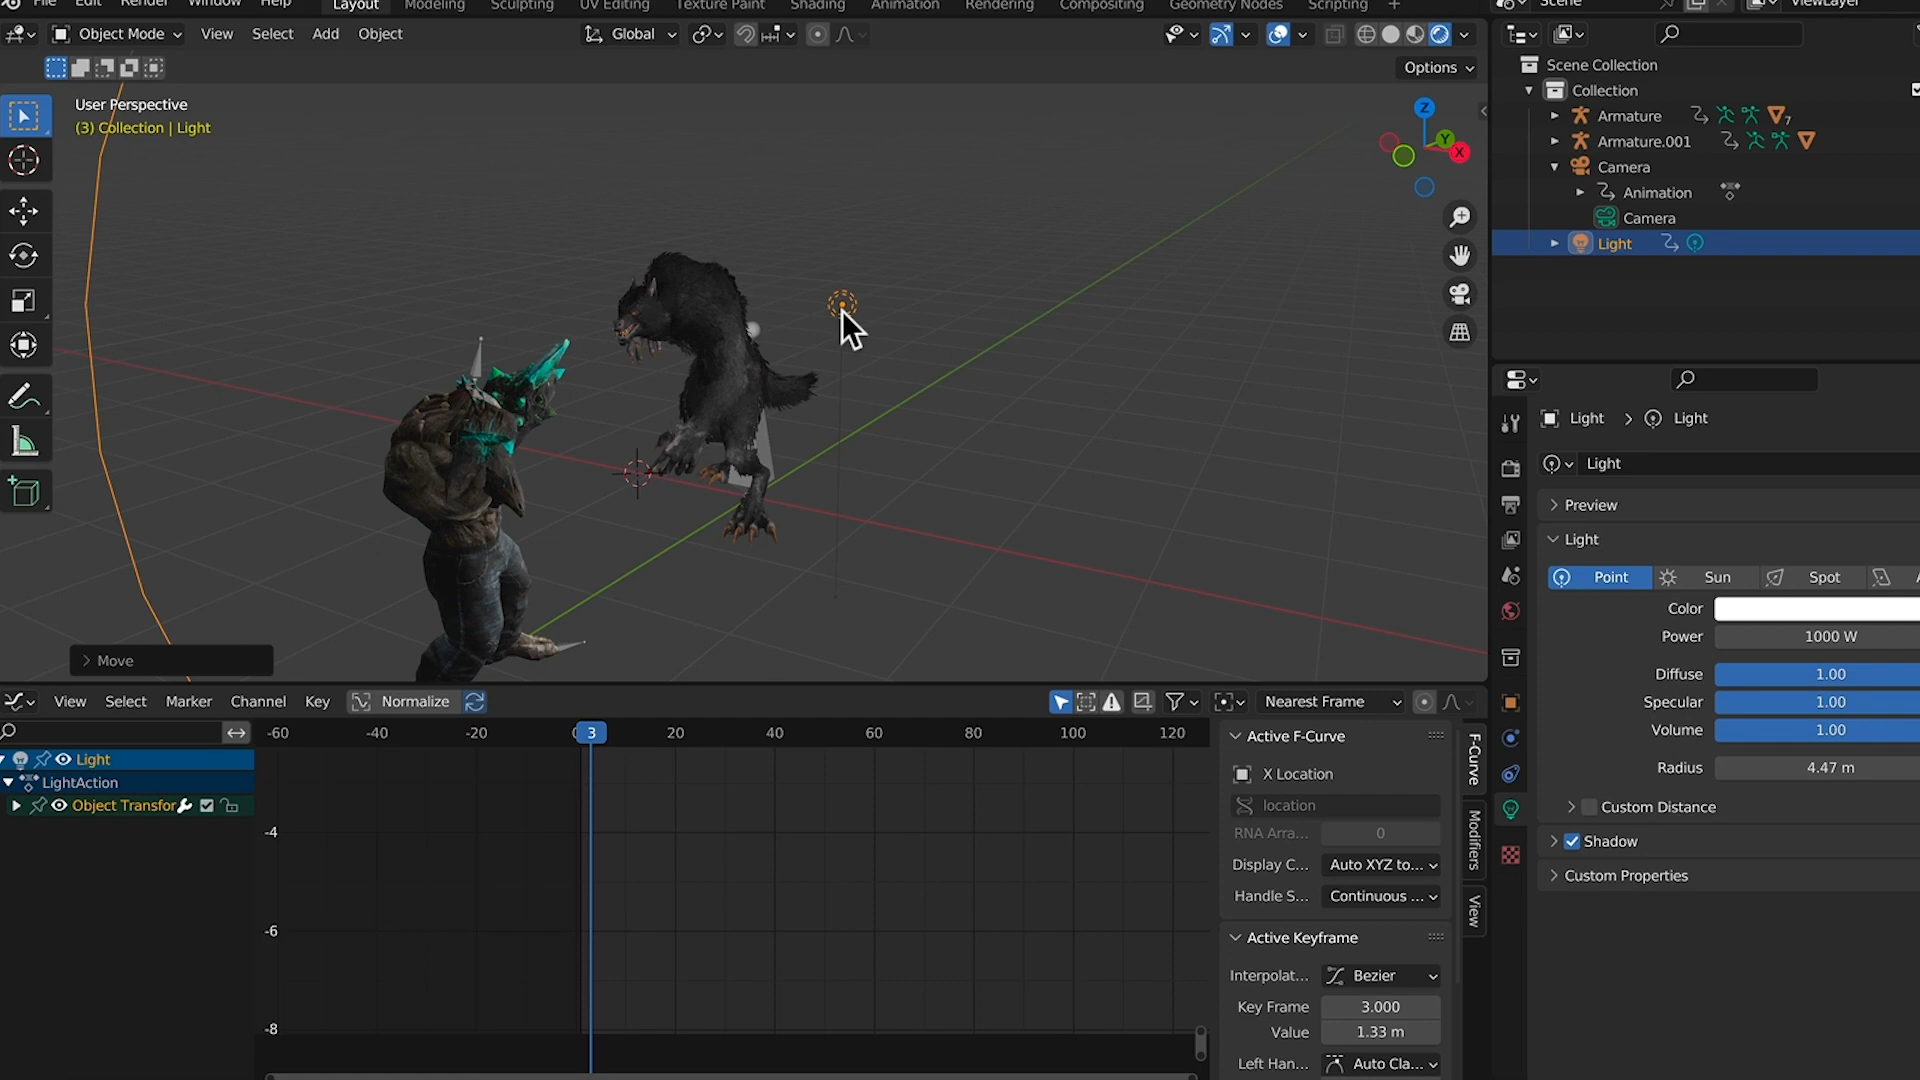 File Edit Render Window Help Layout Modeling Sculpting UV Editing Texture Paint Shading Animation Rendering Compositing Geometry Nodes Scripting + Scene ViewLayer
Object Mode View Select Add Object Global
Options
User Perspective
(3) Collection | Light
Z
Y
X
Move
Scene Collection
Collection
Armature 7
Armature.001
Camera
Animation
Camera
Light
Light > Light
Light
Preview
Light
Point Sun Spot
Color
Power 1000 W
Diffuse 1.00
Specular 1.00
Volume 1.00
Radius 4.47 m
Custom Distance
Shadow
Custom Properties
View Select Marker Channel Key Normalize Nearest Frame
-60 -40 -20 3 20 40 60 80 100 120
Light
LightAction
Object Transfor
-4
-6
-8
Active F-Curve
X Location
location
RNA Arra... 0
Display C... Auto XYZ to...
Handle S... Continuous ...
Active Keyframe
Interpolat... Bezier
Key Frame 3.000
Value 1.33 m
Left Han... Auto Cla...
F-Curve
Modifiers
View